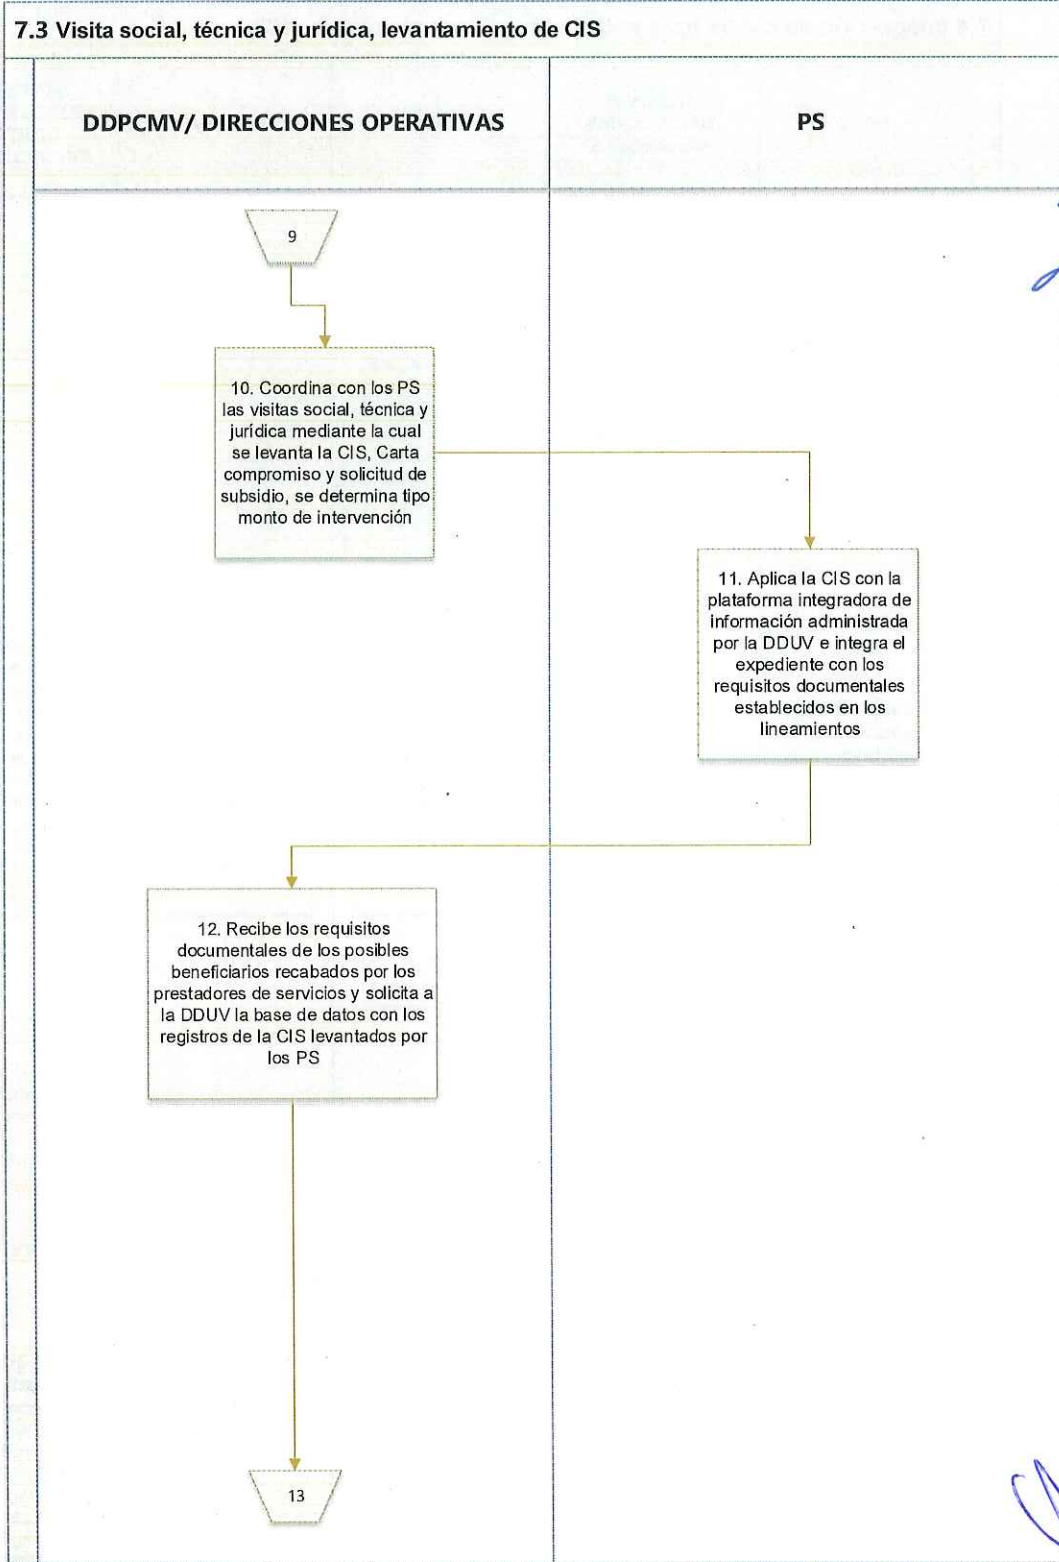 7.3 Visita social, técnica y jurídica, levantamiento de CIS
DDPCMV/ DIRECCIONES OPERATIVAS
PS
9
10. Coordina con los PS
las visitas social, técnica y
jurídica mediante la cual
se levanta la CIS, Carta
compromiso y solicitud de
subsidio, se determina tipo
monto de intervención
11. Aplica la CIS con la
plataforma integradora de
información administrada
por la DDUV e integra el
expediente con los
requisitos documentales
establecidos en los
lineamientos
12. Recibe los requisitos
documentales de los posibles
beneficiarios recabados por los
prestadores de servicios y solicita a
la DDUV la base de datos con los
registros de la CIS levantados por
los PS
13